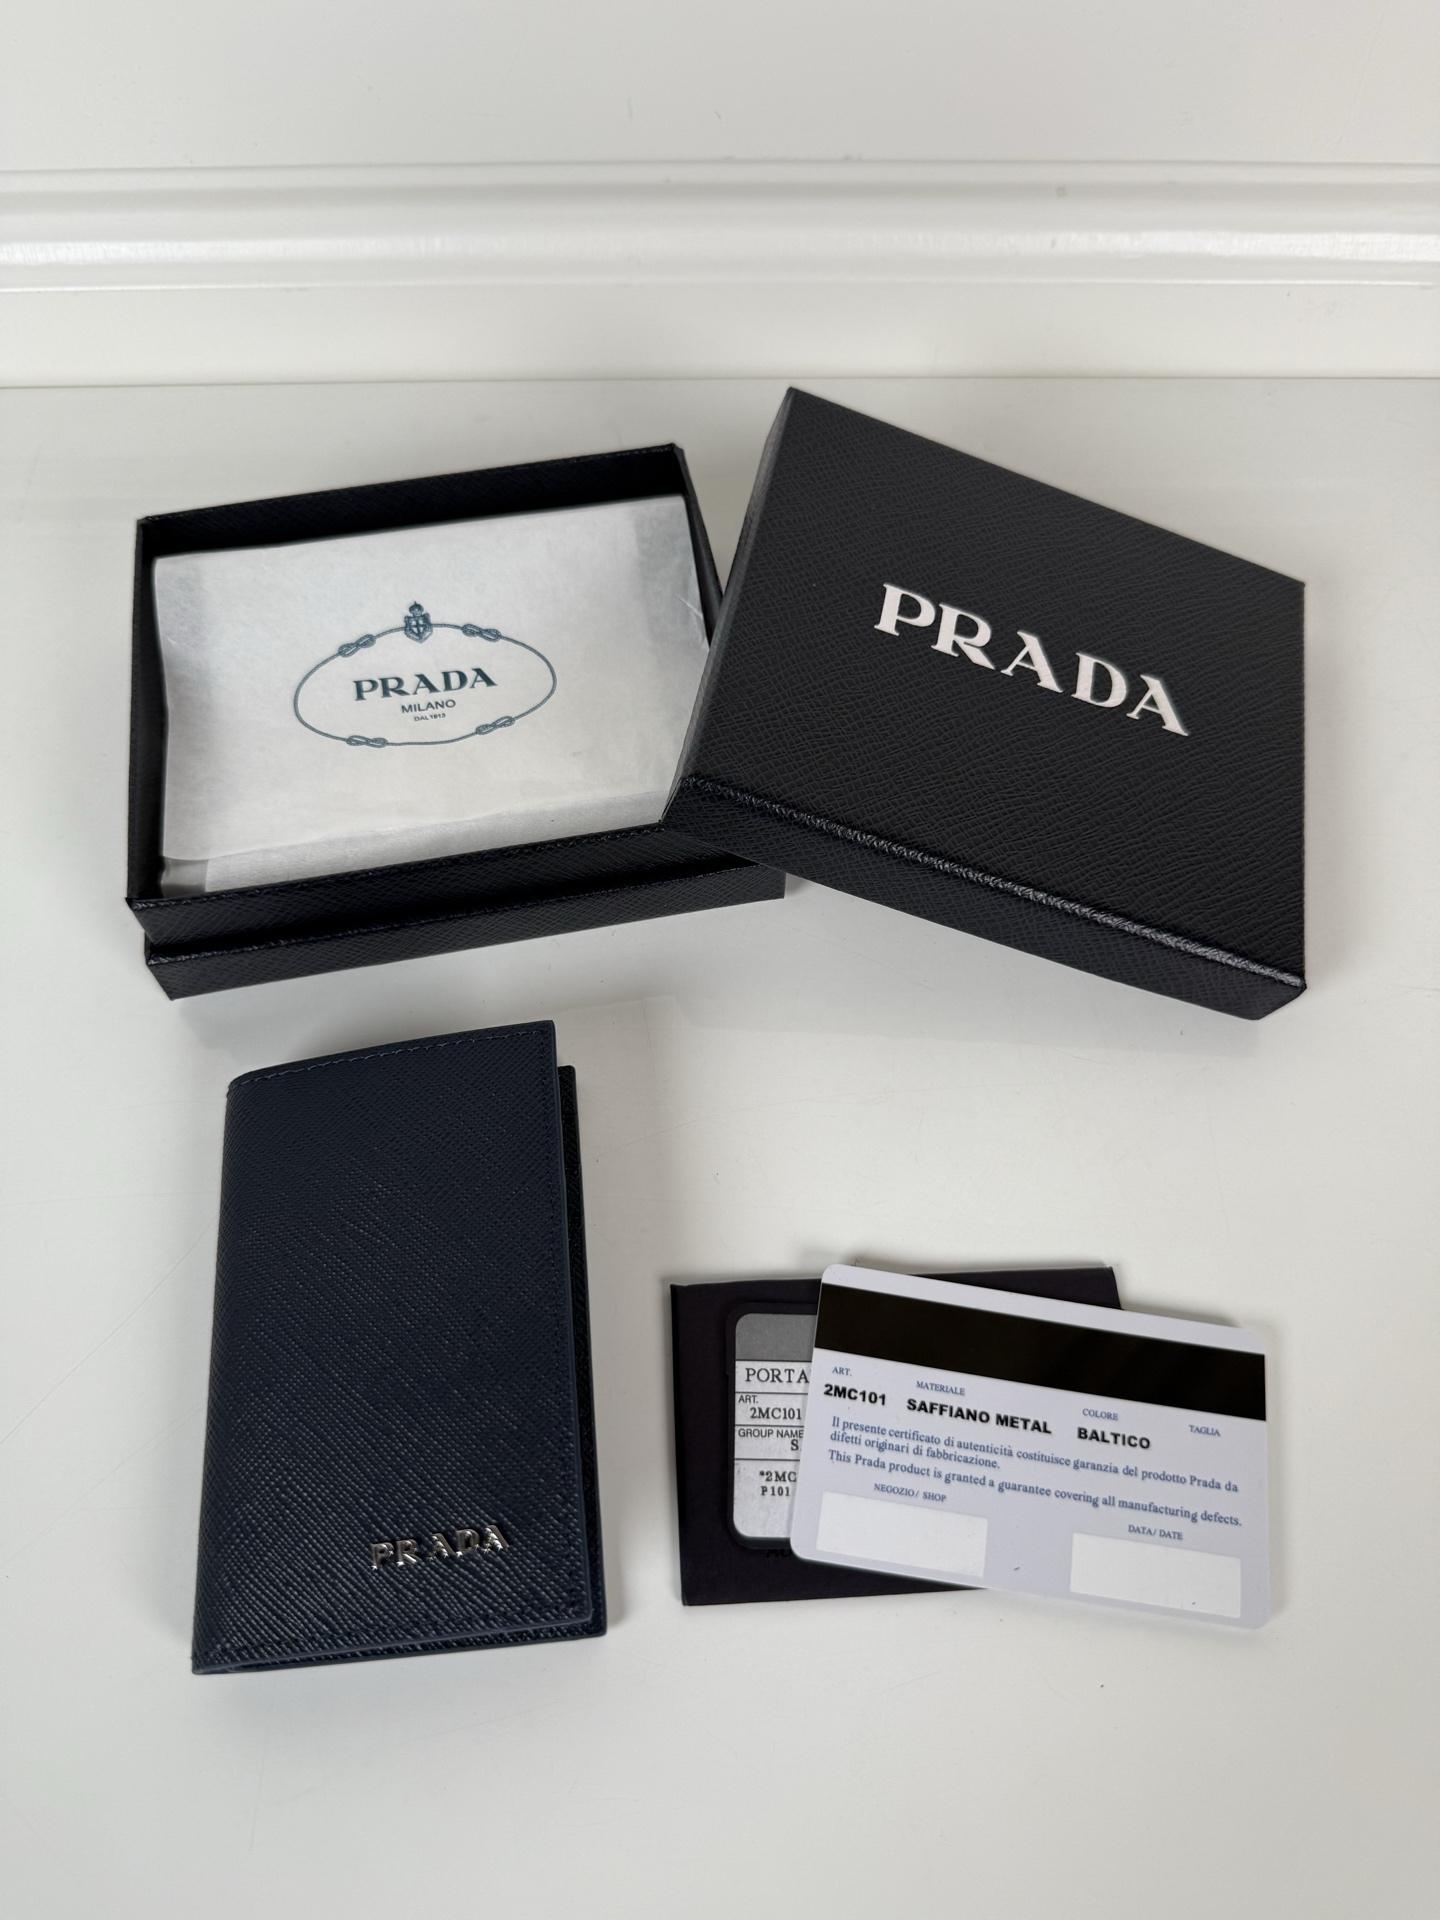 PRADA
MILANO
DAL 1913
PRADA
PRADA
PORTA
ART.
2MC101
GROUP NAME
S
*2MC
P101
ART.
2MC101
MATERIALE
SAFFIANO METAL
COLORE
BALTICO
TAGLIA
Il presente certificato di autenticità costituisce garanzia del prodotto Prada da
difetti originari di fabbricazione.
This Prada product is granted a guarantee covering all manufacturing defects.
NEGOZIO/ SHOP
DATA/ DATE